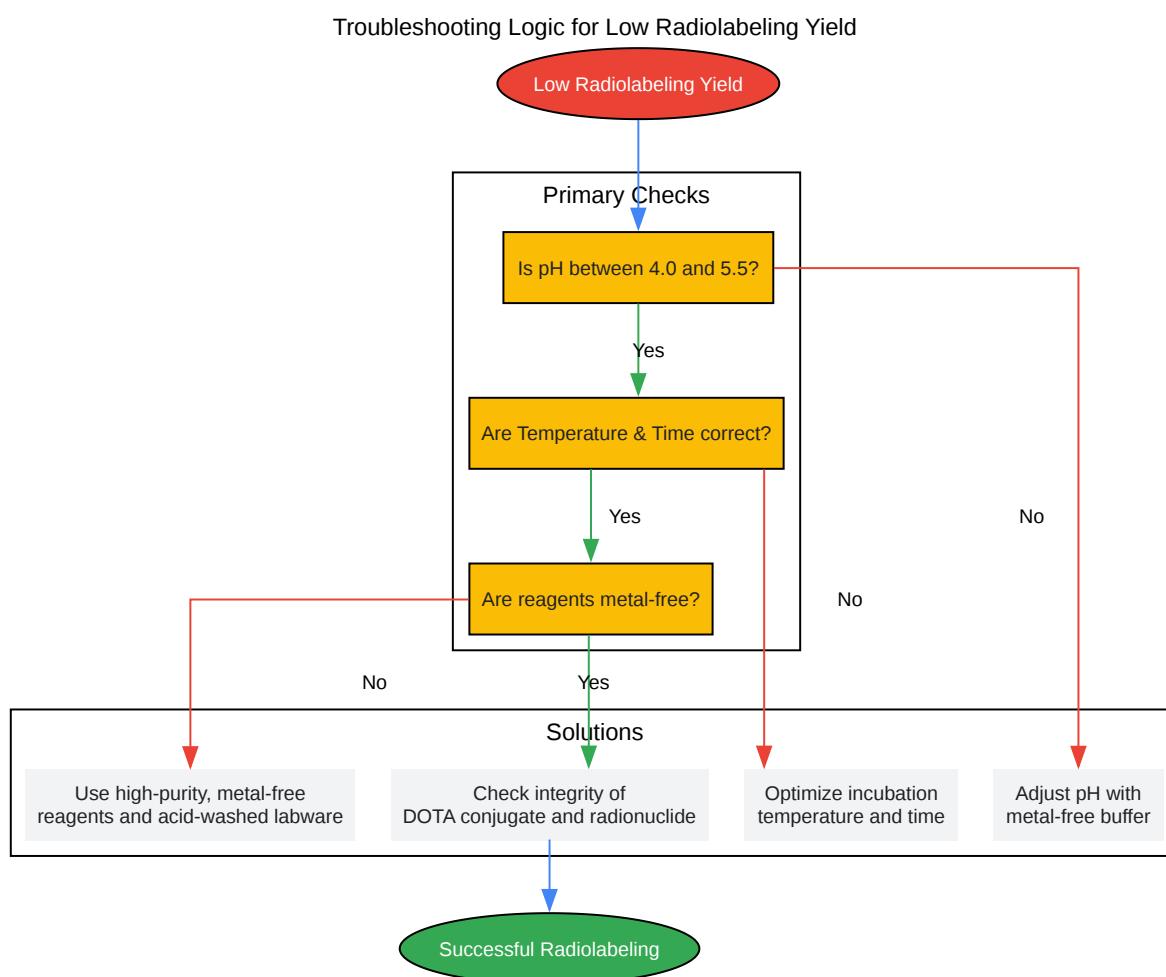 Troubleshooting Logic for Low Radiolabeling Yield
Low Radiolabeling Yield
Primary Checks
Is pH between 4.0 and 5.5?
Yes
Are Temperature & Time correct?
Yes
No
Are reagents metal-free?
No
No
Yes
Solutions
Use high-purity, metal-free
reagents and acid-washed labware
Check integrity of
DOTA conjugate and radionuclide
Optimize incubation
temperature and time
Adjust pH with
metal-free buffer
Successful Radiolabeling